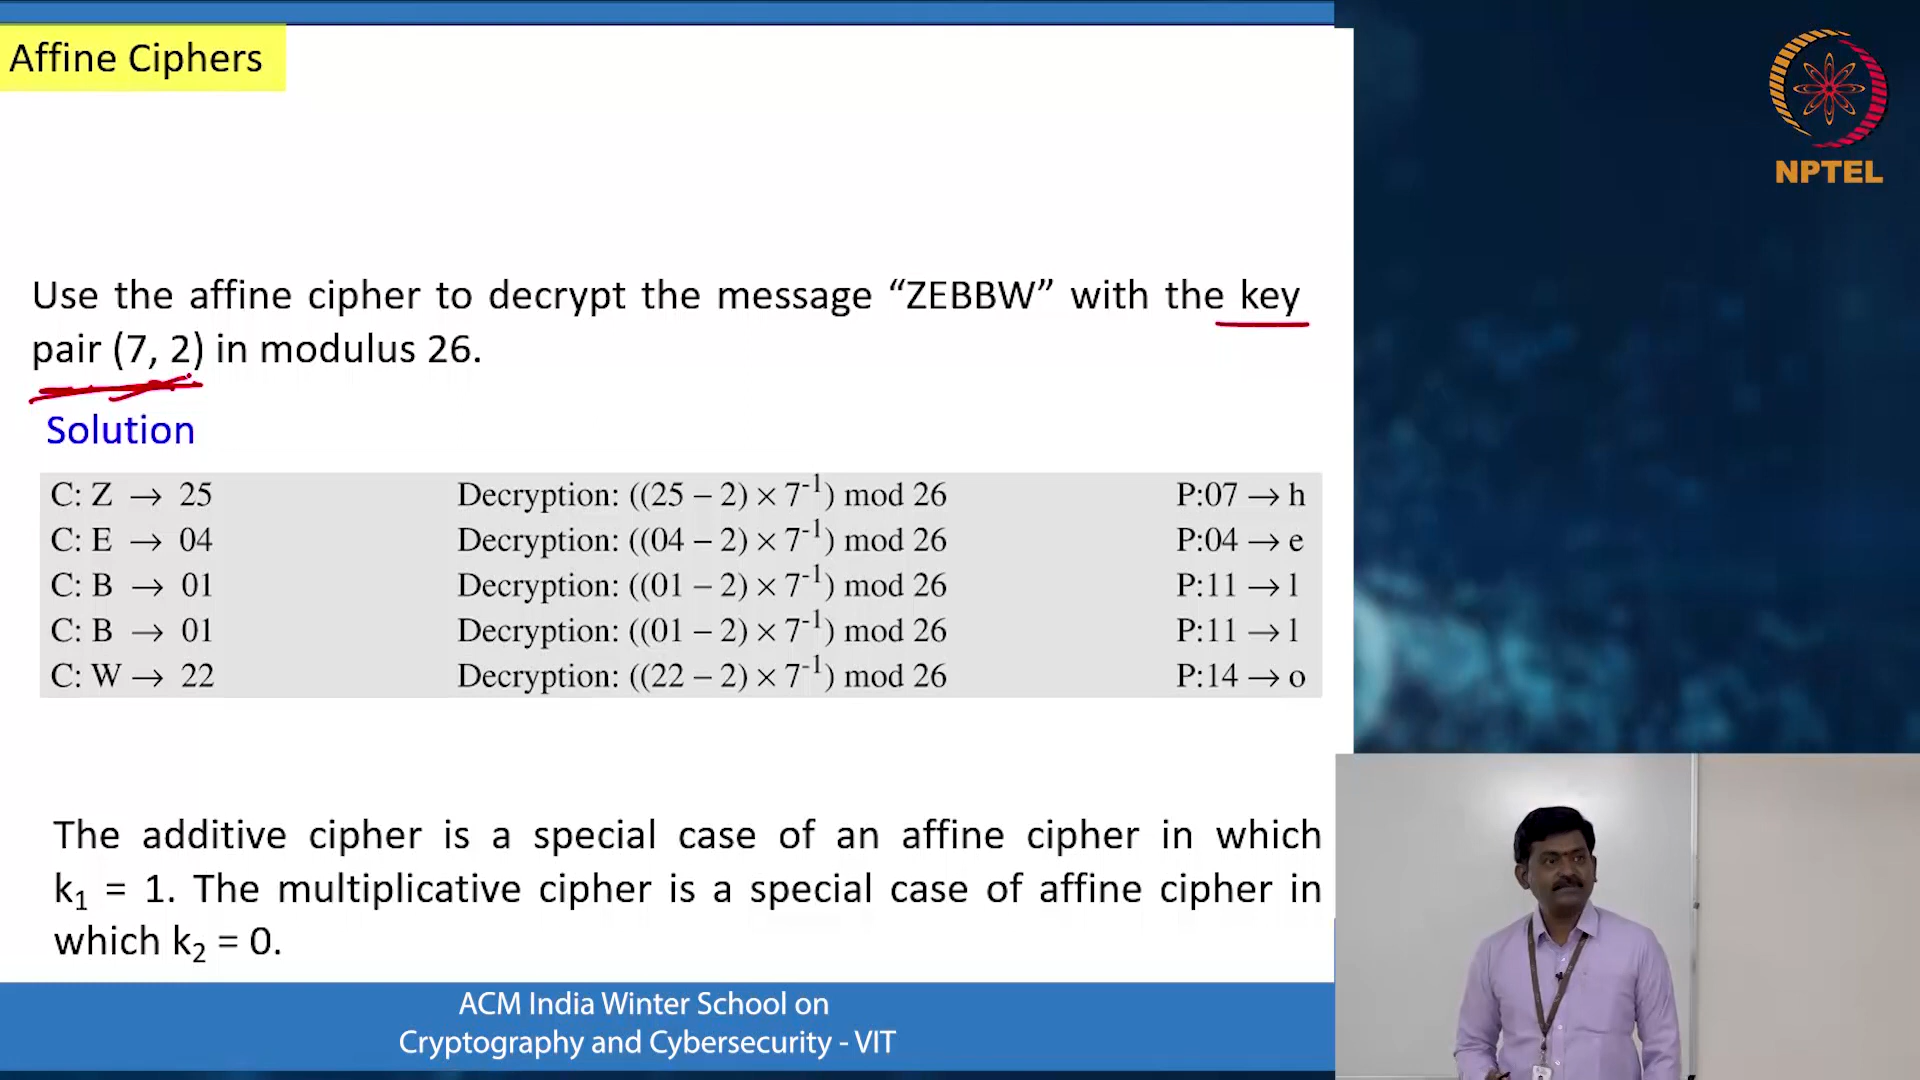 Affine Ciphers
NPTEL
Use the affine cipher to decrypt the message “ZEBBW” with the key
pair (7, 2) in modulus 26.
Solution
C: Z → 25 Decryption: ((25 – 2) × 7⁻¹) mod 26 P:07 → h
C: E → 04 Decryption: ((04 – 2) × 7⁻¹) mod 26 P:04 → e
C: B → 01 Decryption: ((01 – 2) × 7⁻¹) mod 26 P:11 → l
C: B → 01 Decryption: ((01 – 2) × 7⁻¹) mod 26 P:11 → l
C: W → 22 Decryption: ((22 – 2) × 7⁻¹) mod 26 P:14 → o
The additive cipher is a special case of an affine cipher in which
k₁ = 1. The multiplicative cipher is a special case of affine cipher in
which k₂ = 0.
ACM India Winter School on
Cryptography and Cybersecurity - VIT